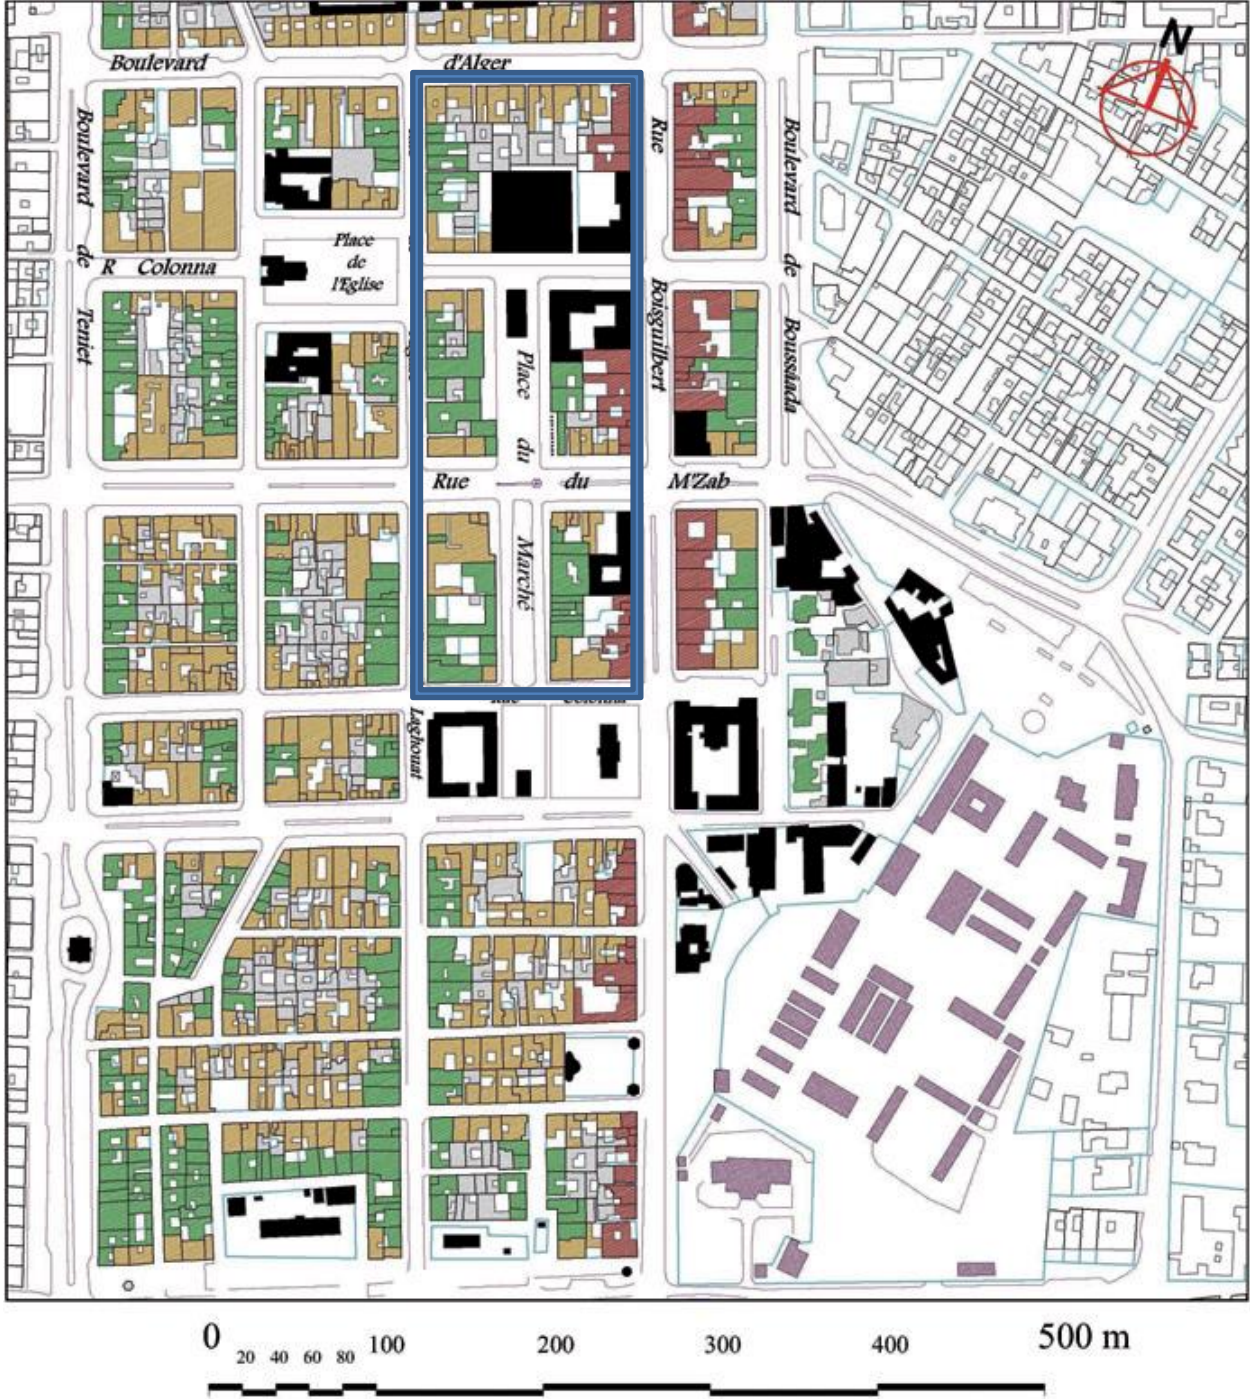 N
Boulevard d'Alger
Boulevard de Teniet
Rue Boisguilbert
Boulevard de Boussâada
R Colonna
Place
de
l'Eglise
Place du Marché
Rue du M'Zab
Laghouat
0 20 40 60 80 100 200 300 400 500 m